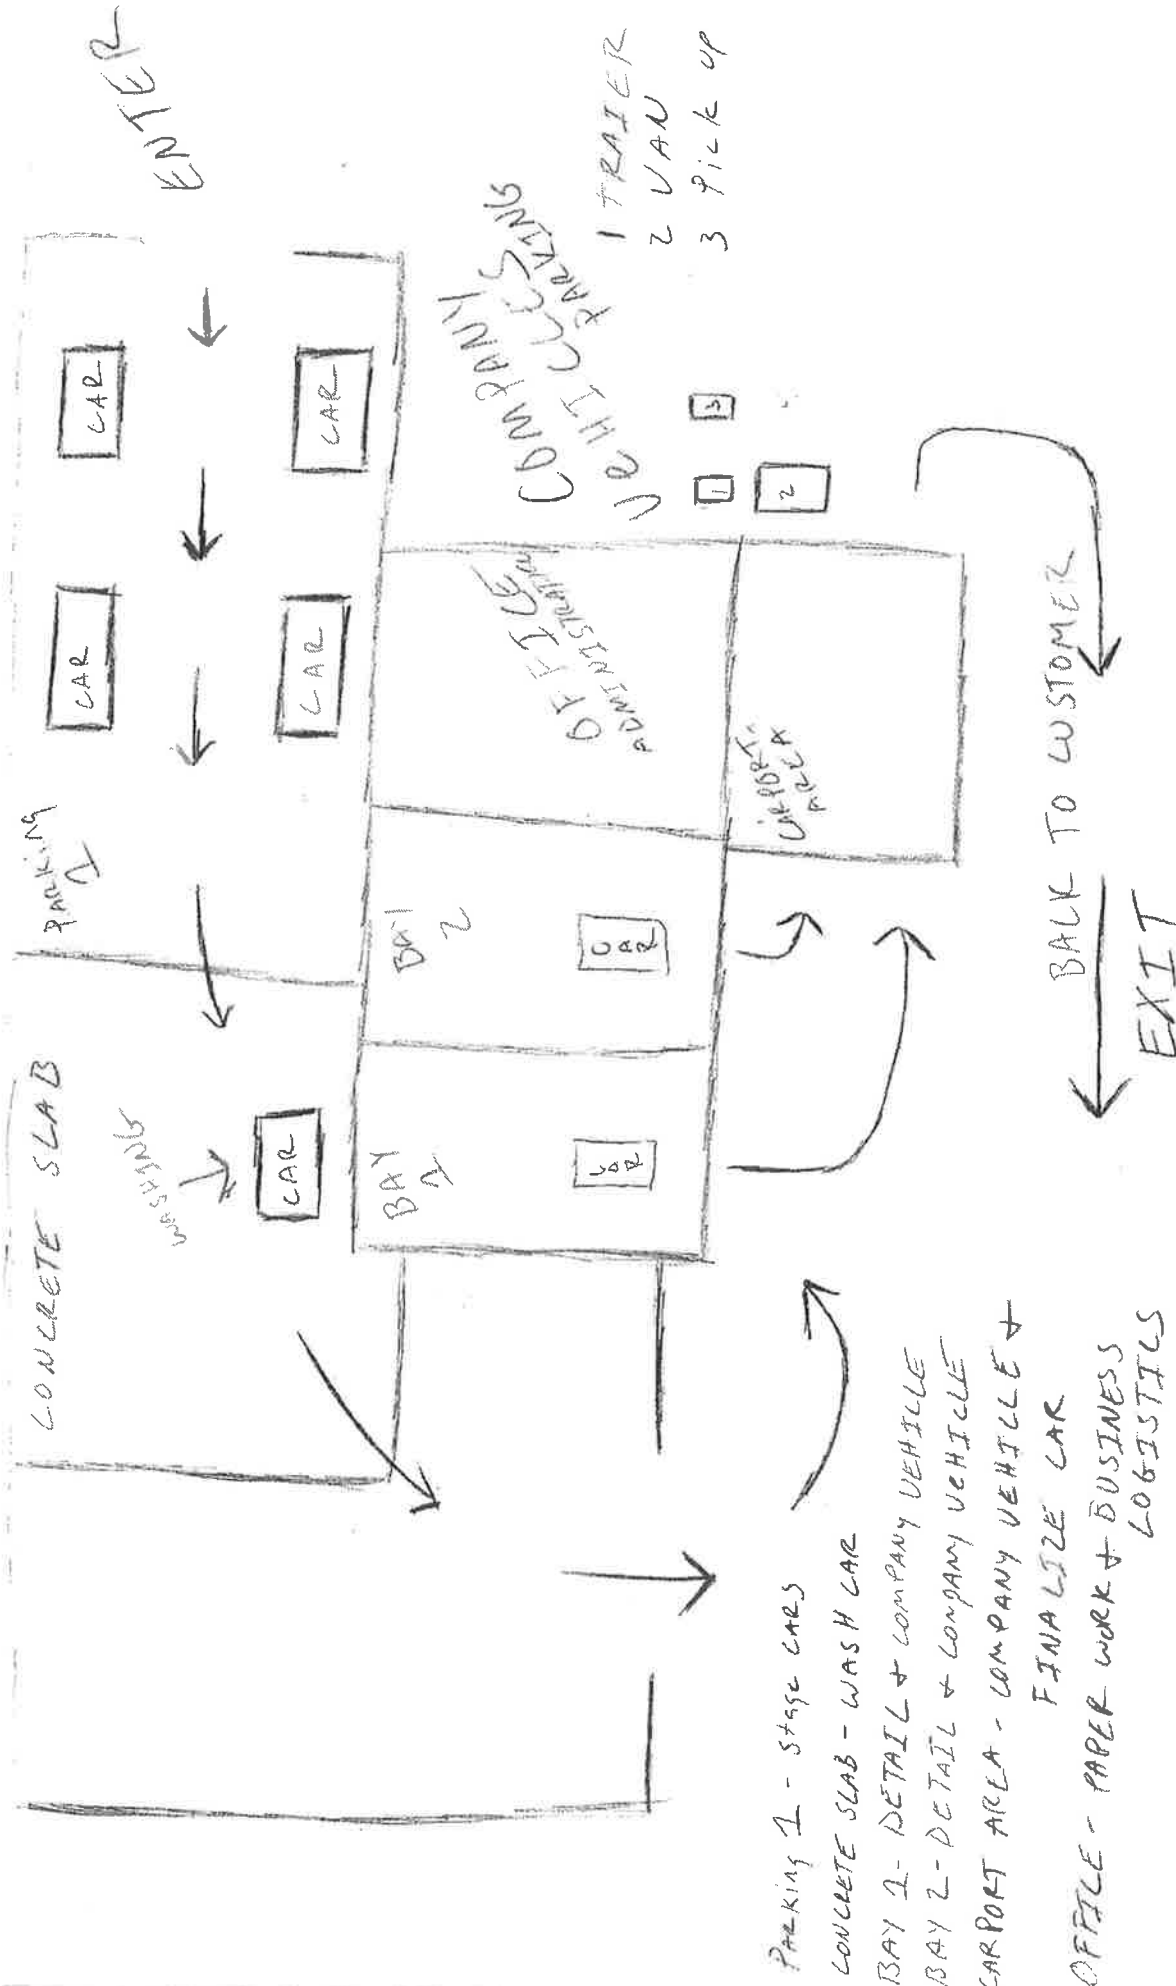 ENTER
CAR
CAR
CAR
CAR
PARKING
1
CONCRETE SLAB
WASHING
CAR
COMPANY
VeHICLES
PARKING
1 TRAIER
2 VAN
3 Pick up
1
2
3
OFFICE
ADMINISTRATION
BAY
2
CAR
BAY
1
CAR
CARPORT
AREA
BACK TO CUSTOMER
EXIT
PARKING 1 - Stage CARS
CONCRETE SLAB - WASH CAR
BAY 1 - DETAIL + COMPANY VEHICLE
BAY 2 - DETAIL + COMPANY VeHICLE
CARPORT AREA - COMPANY VEHICLE +
FINALIZE CAR
OFFICE - PAPER WORK + BUSINESS
LOGISTICS